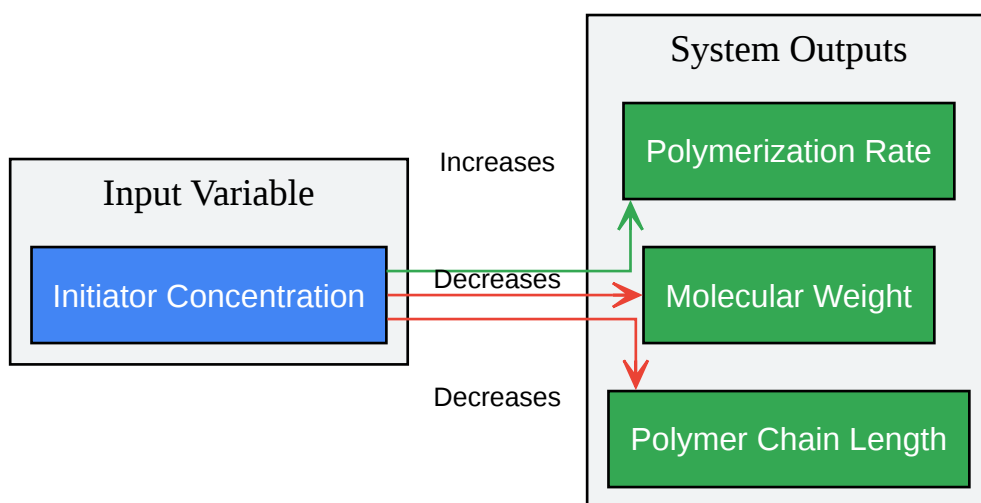 Input Variable
Initiator Concentration
Increases
Decreases
Decreases
System Outputs
Polymerization Rate
Molecular Weight
Polymer Chain Length